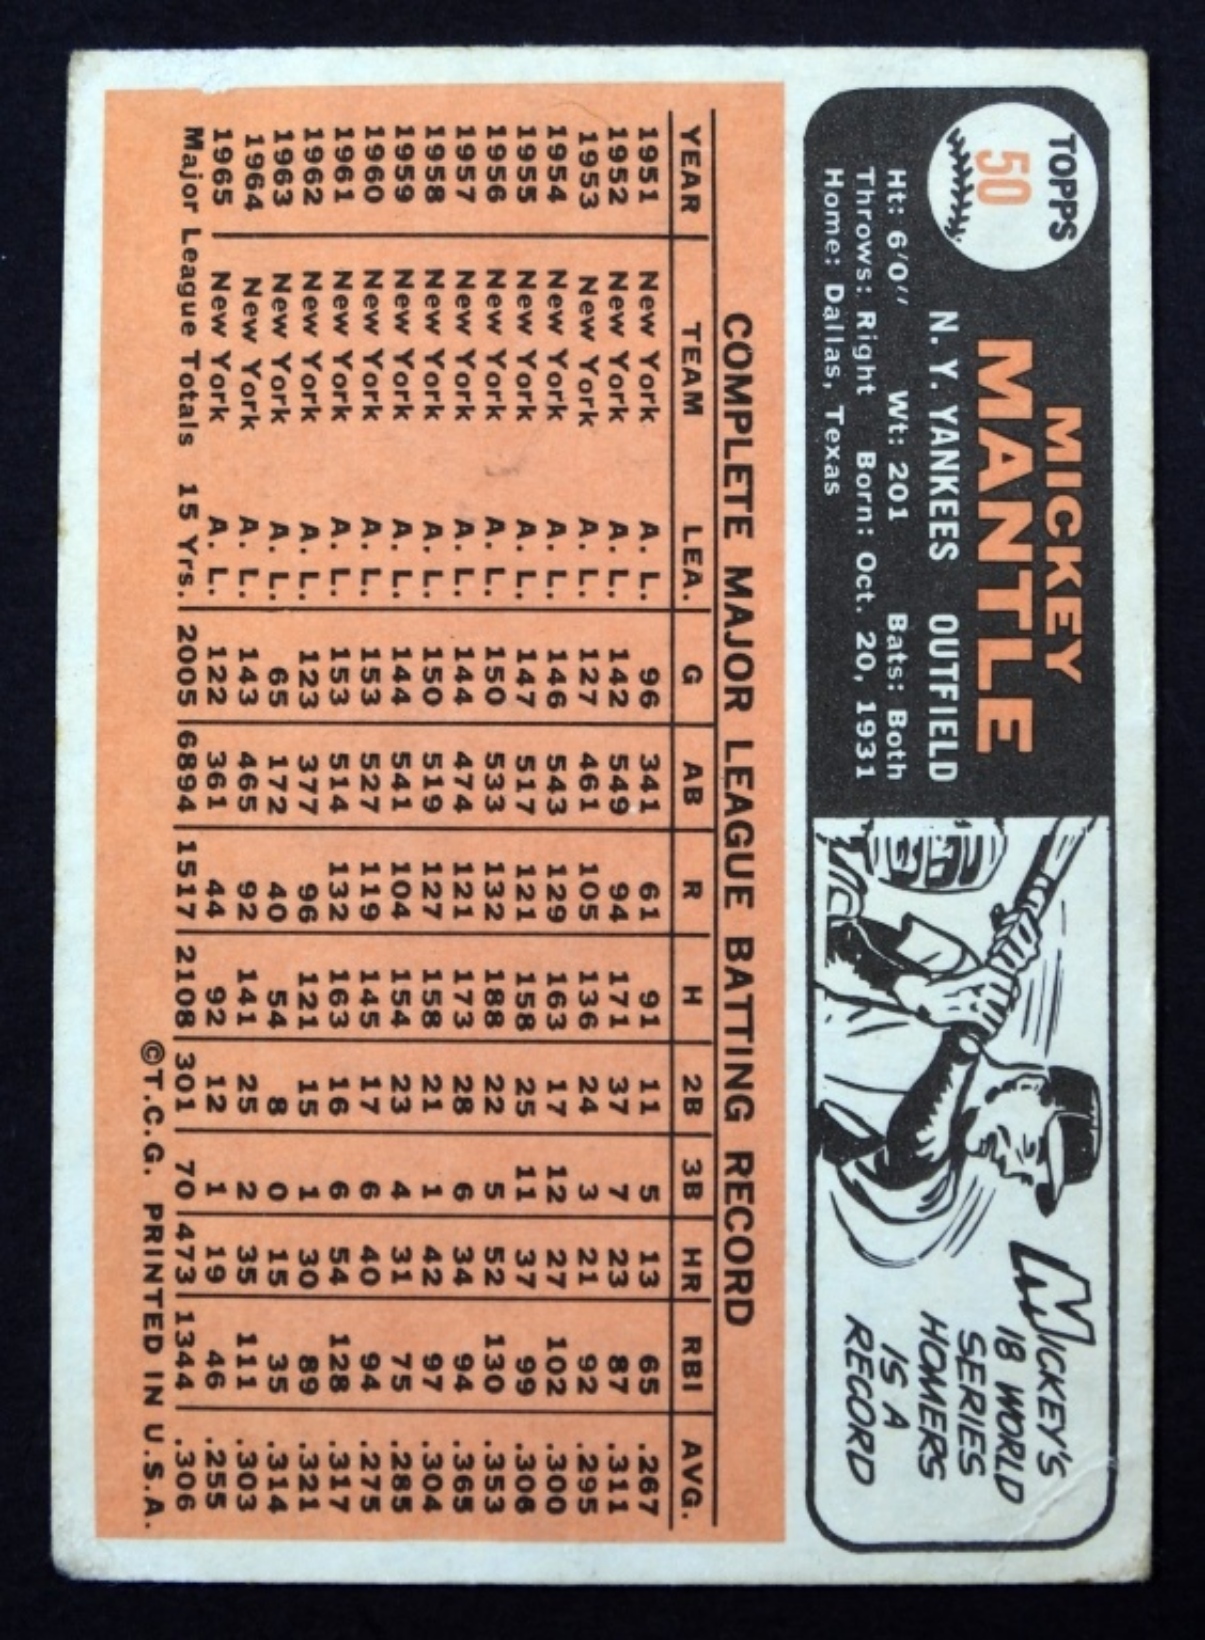 TOPPS
50
MICKEY
MANTLE
N. Y. YANKEES OUTFIELD
Ht: 6'0'' Wt: 201 Bats: Both
Throws: Right Born: Oct. 20, 1931
Home: Dallas, Texas
MICKEY'S
18 WORLD
SERIES
HOMERS
IS A
RECORD
COMPLETE MAJOR LEAGUE BATTING RECORD
YEAR TEAM LEA. G AB R H 2B 3B HR RBI AVG.
1951 New York A. L. 96 341 61 91 11 5 13 65 .267
1952 New York A. L. 142 549 94 171 37 7 23 87 .311
1953 New York A. L. 127 461 105 136 24 3 21 92 .295
1954 New York A. L. 146 543 129 163 17 12 27 102 .300
1955 New York A. L. 147 517 121 158 25 11 37 99 .306
1956 New York A. L. 150 533 132 188 22 5 52 130 .353
1957 New York A. L. 144 474 121 173 28 6 34 94 .365
1958 New York A. L. 150 519 127 158 21 1 42 97 .304
1959 New York A. L. 144 541 104 154 23 4 31 75 .285
1960 New York A. L. 153 527 119 145 17 6 40 94 .275
1961 New York A. L. 153 514 132 163 16 6 54 128 .317
1962 New York A. L. 123 377 96 121 15 1 30 89 .321
1963 New York A. L. 65 172 40 54 8 0 15 35 .314
1964 New York A. L. 143 465 92 141 25 2 35 111 .303
1965 New York A. L. 122 361 44 92 12 1 19 46 .255
Major League Totals 15 Yrs. 2005 6894 1517 2108 301 70 473 1344 .306
©T.C.G. PRINTED IN U.S.A.